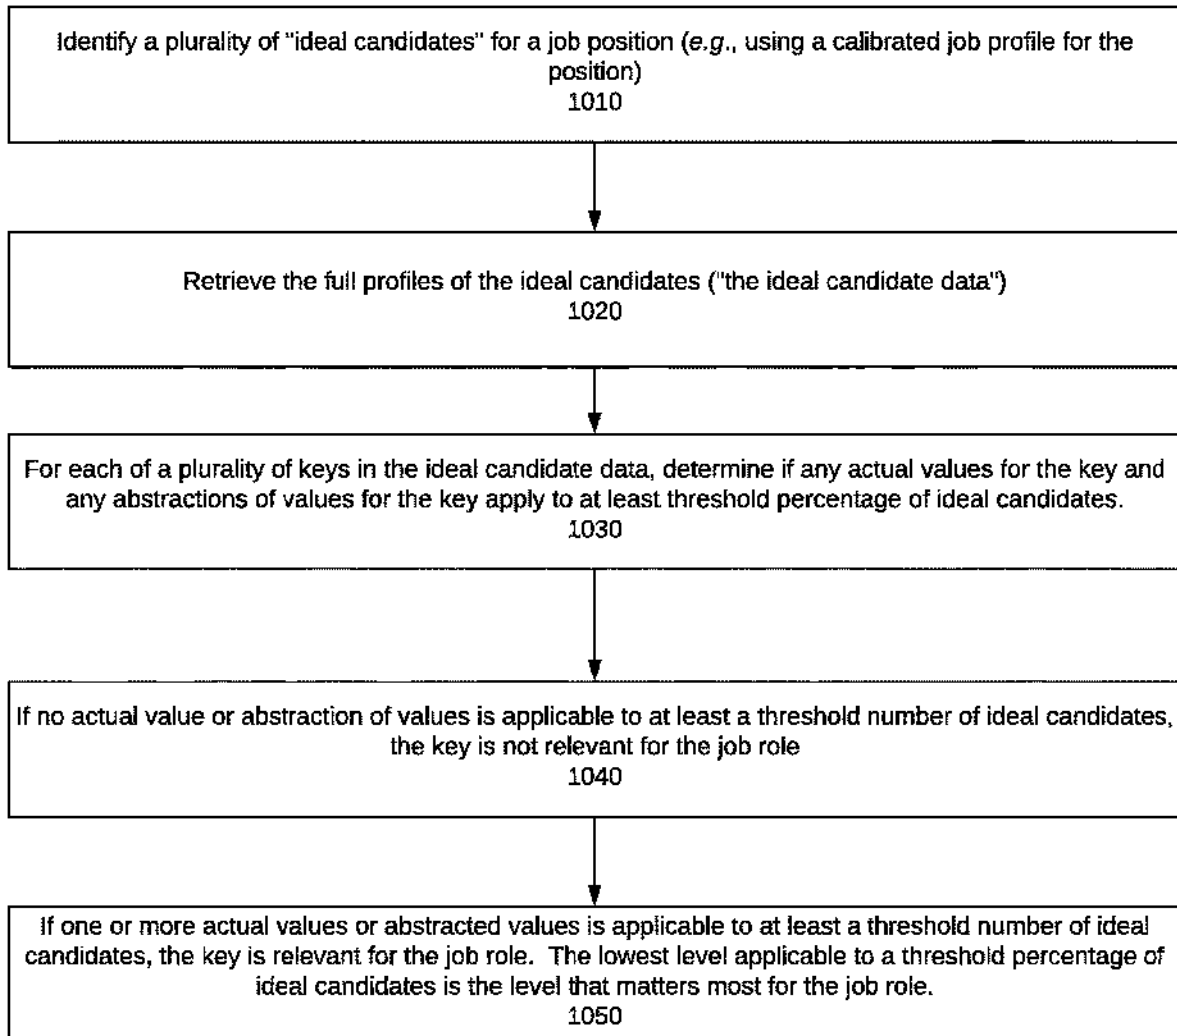 Identify a plurality of "ideal candidates" for a job position (e.g., using a calibrated job profile for the
position)
1010
Retrieve the full profiles of the ideal candidates ("the ideal candidate data")
1020
For each of a plurality of keys in the ideal candidate data, determine if any actual values for the key and
any abstractions of values for the key apply to at least threshold percentage of ideal candidates.
1030
If no actual value or abstraction of values is applicable to at least a threshold number of ideal candidates,
the key is not relevant for the job role
1040
If one or more actual values or abstracted values is applicable to at least a threshold number of ideal
candidates, the key is relevant for the job role.  The lowest level applicable to a threshold percentage of
ideal candidates is the level that matters most for the job role.
1050